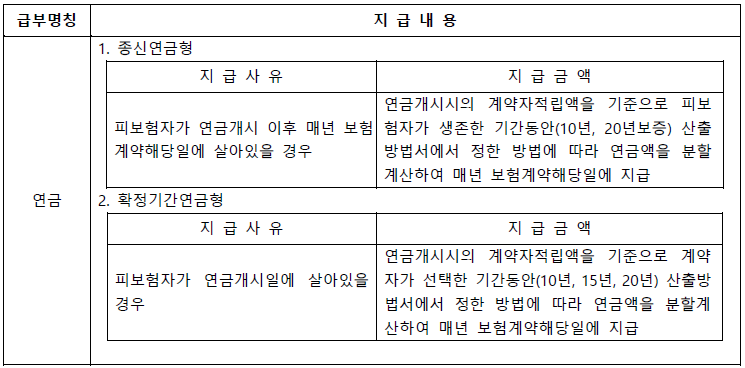 급부명칭
지 급 내 용
연금
1. 종신연금형
지 급 사 유
지 급 금 액
피보험자가 연금개시 이후 매년 보험
계약해당일에 살아있을 경우
연금개시시의 계약자적립액을 기준으로 피보
험자가 생존한 기간동안(10년, 20년보증) 산출
방법서에서 정한 방법에 따라 연금액을 분할
계산하여 매년 보험계약해당일에 지급
2. 확정기간연금형
지 급 사 유
지 급 금 액
피보험자가 연금개시일에 살아있을
경우
연금개시시의 계약자적립액을 기준으로 계약
자가 선택한 기간동안(10년, 15년, 20년) 산출방
법서에서 정한 방법에 따라 연금액을 분할계
산하여 매년 보험계약해당일에 지급